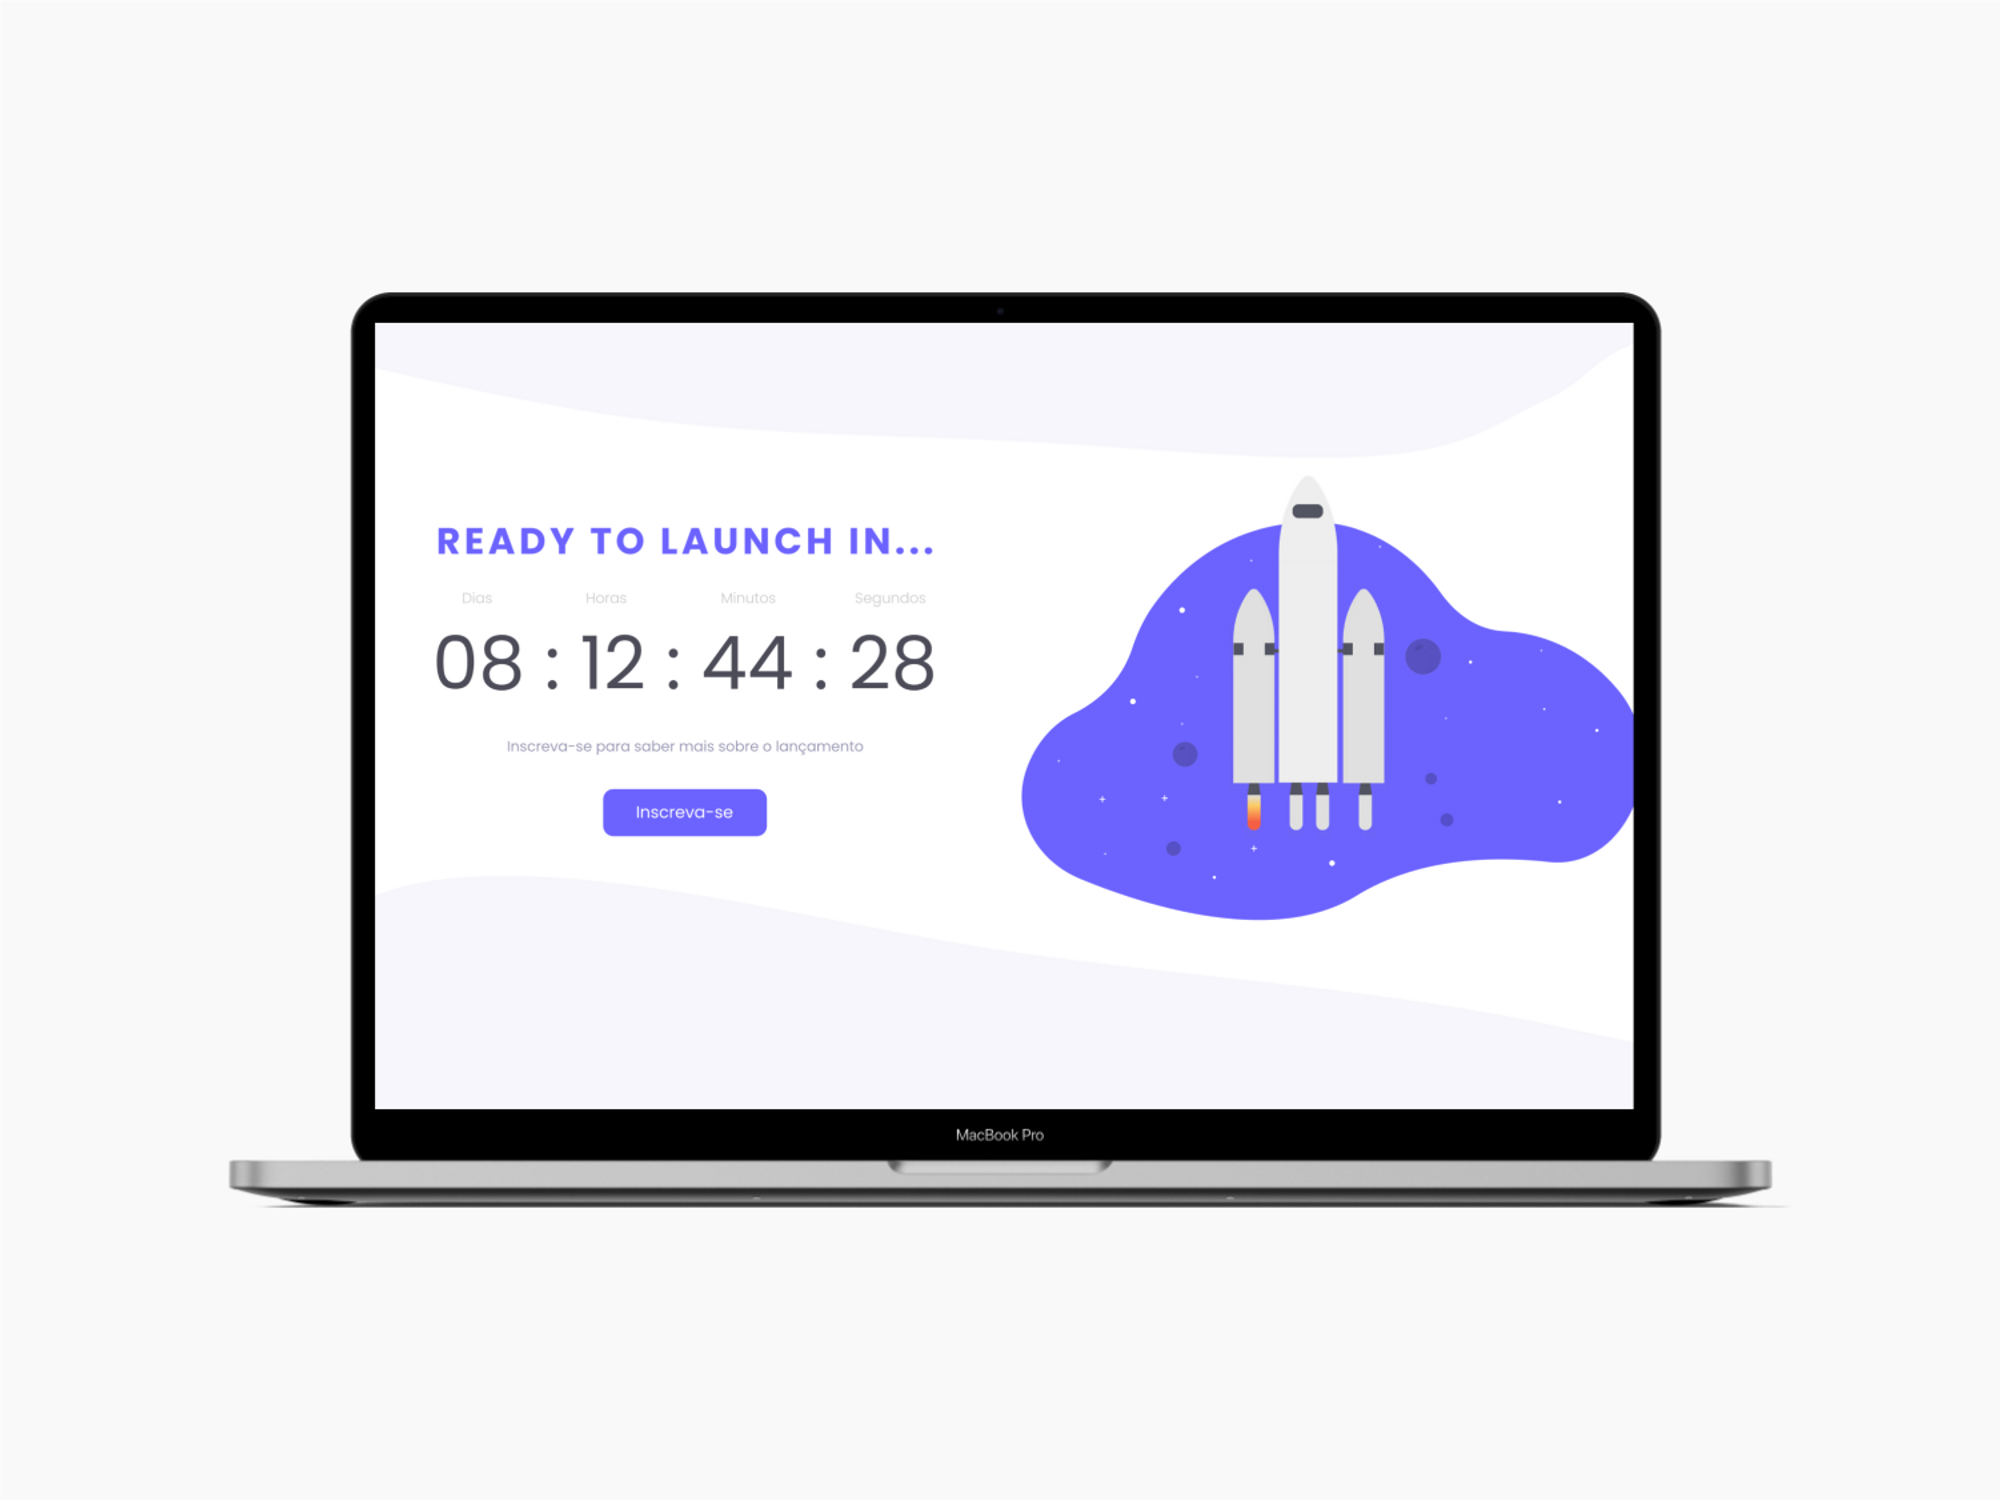 READY TO LAUNCH IN...
Dias Horas Minutos Segundos
08 : 12 : 44 : 28
Inscreva-se para saber mais sobre o lançamento
Inscreva-se
MacBook Pro